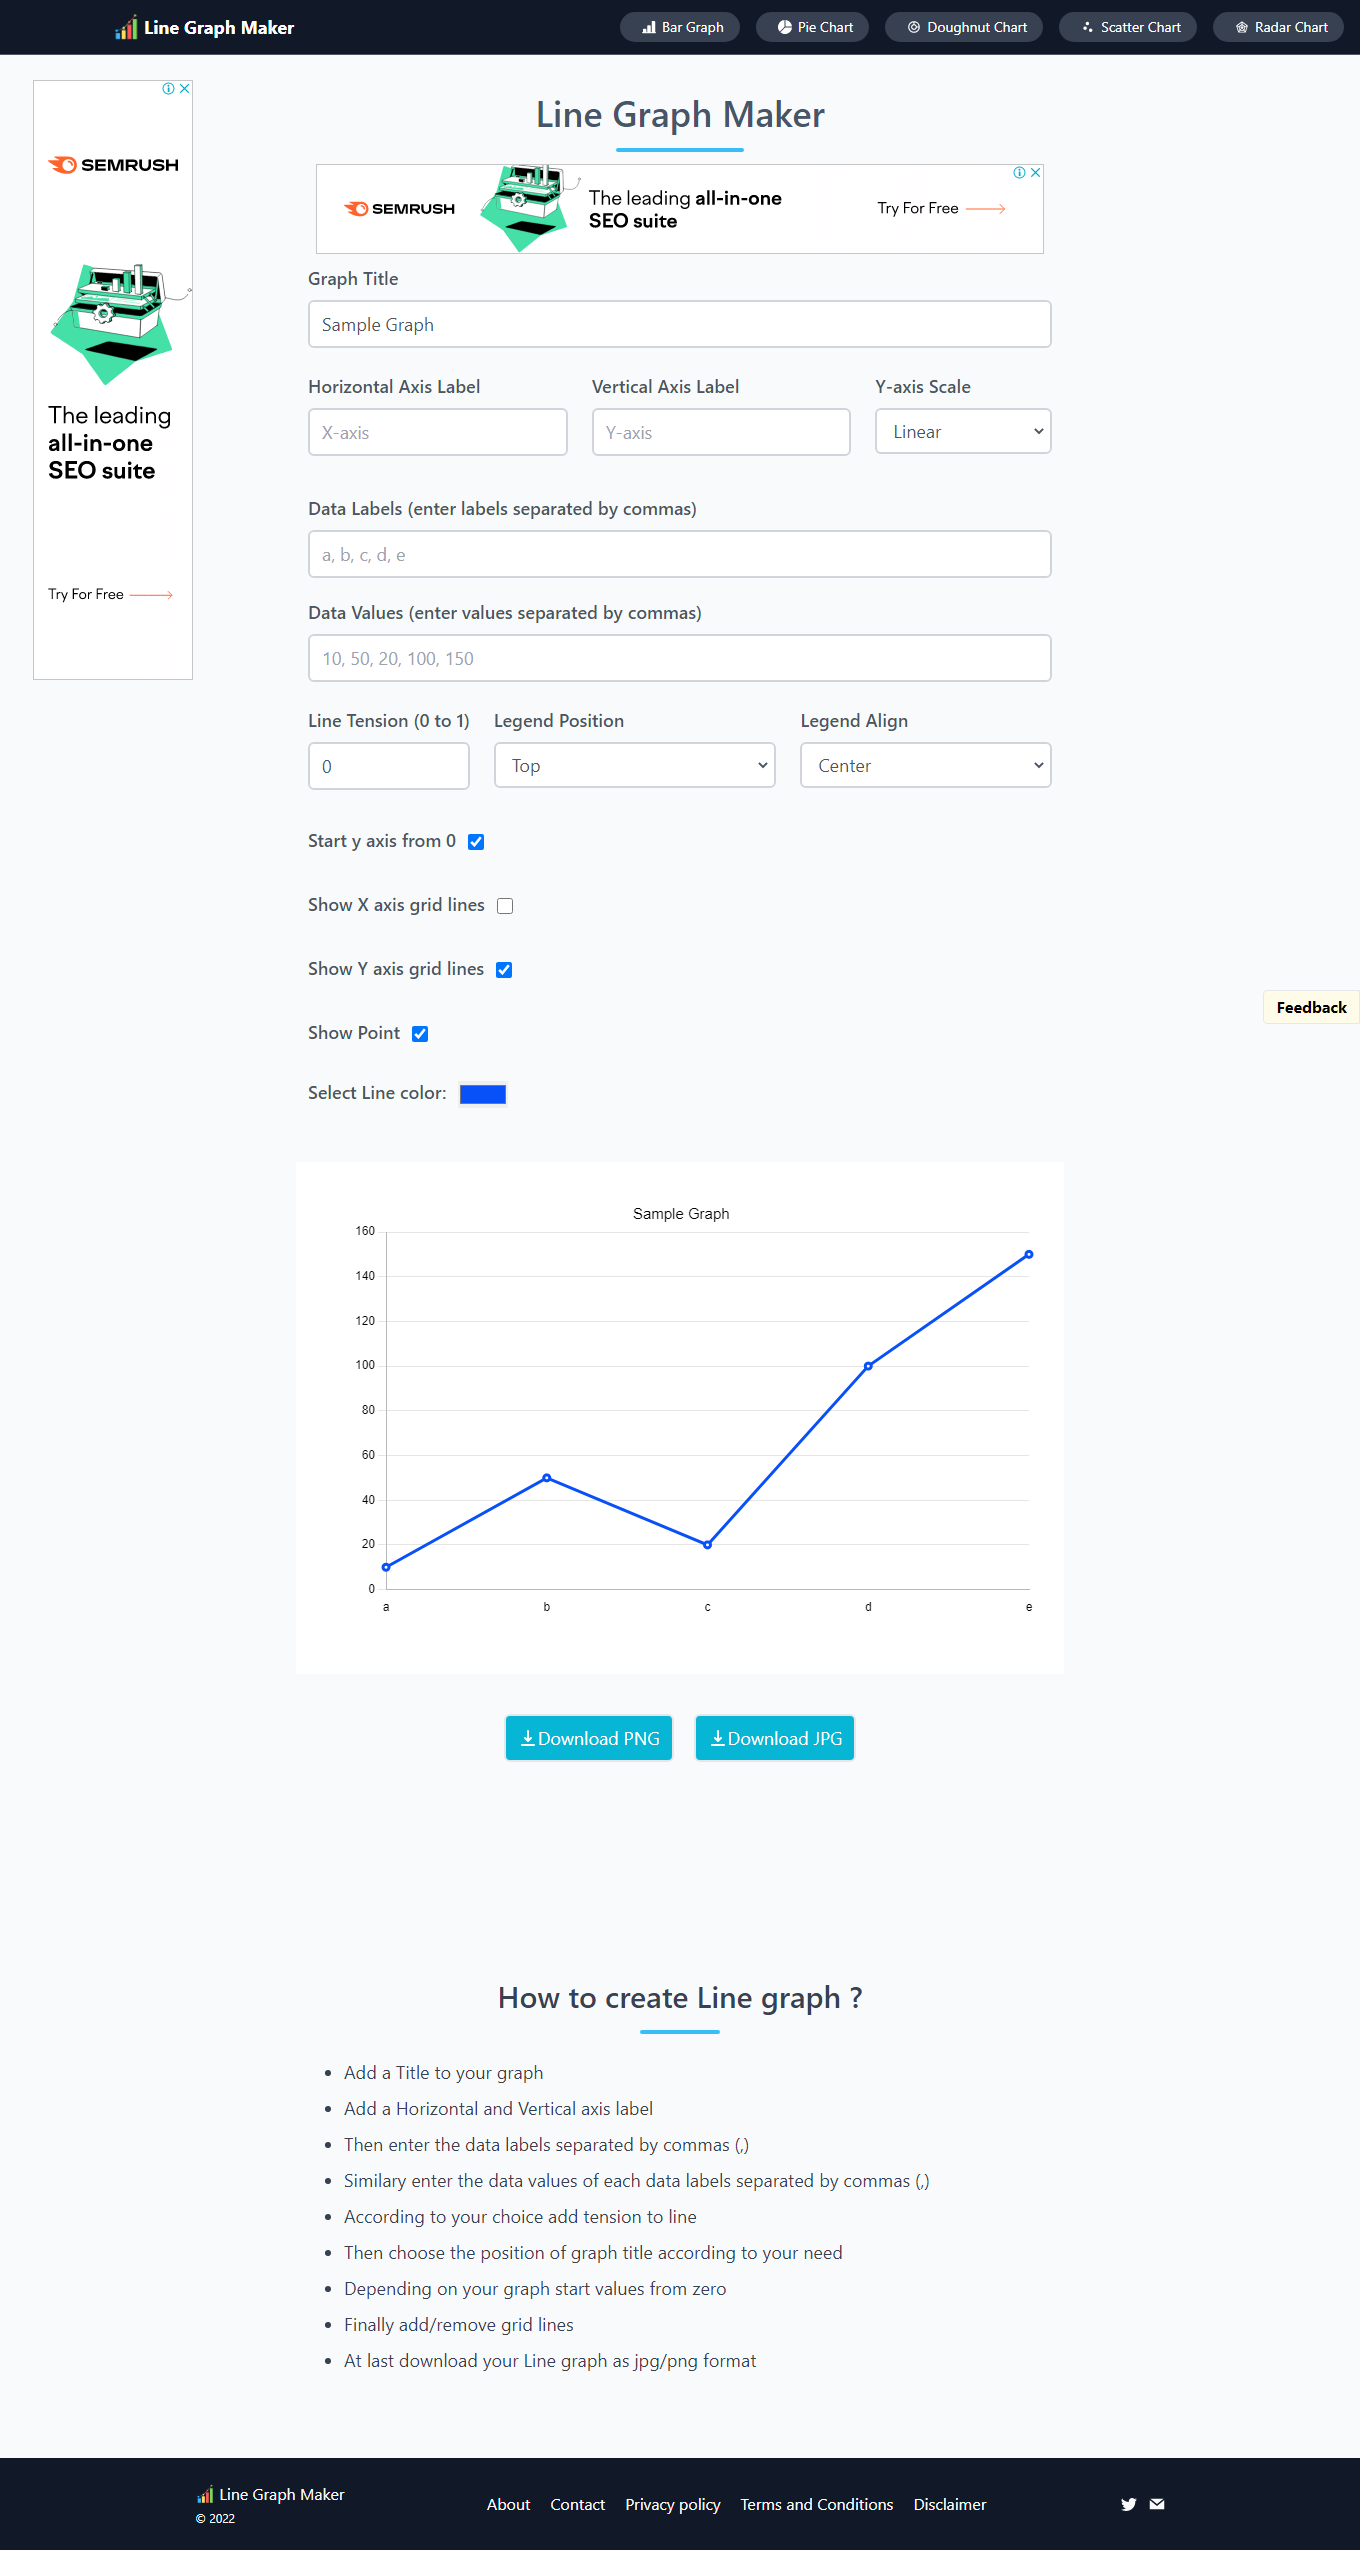 Line Graph Maker
Bar Graph
Pie Chart
Doughnut Chart
Scatter Chart
Radar Chart
SEMRUSH
The leading
all-in-one
SEO suite
Try For Free
Line Graph Maker
SEMRUSH
The leading all-in-one
SEO suite
Try For Free
Graph Title
Sample Graph
Horizontal Axis Label
Vertical Axis Label
Y-axis Scale
X-axis
Y-axis
Linear
Data Labels (enter labels separated by commas)
a, b, c, d, e
Data Values (enter values separated by commas)
10, 50, 20, 100, 150
Line Tension (0 to 1)
Legend Position
Legend Align
0
Top
Center
Start y axis from 0
Show X axis grid lines
Show Y axis grid lines
Feedback
Show Point
Select Line color:
Sample Graph
160
140
120
100
80
60
40
20
0
a
b
c
d
e
Download PNG
Download JPG
How to create Line graph ?
• Add a Title to your graph
• Add a Horizontal and Vertical axis label
• Then enter the data labels separated by commas (,)
• Similary enter the data values of each data labels separated by commas (,)
• According to your choice add tension to line
• Then choose the position of graph title according to your need
• Depending on your graph start values from zero
• Finally add/remove grid lines
• At last download your Line graph as jpg/png format
Line Graph Maker
© 2022
About
Contact
Privacy policy
Terms and Conditions
Disclaimer